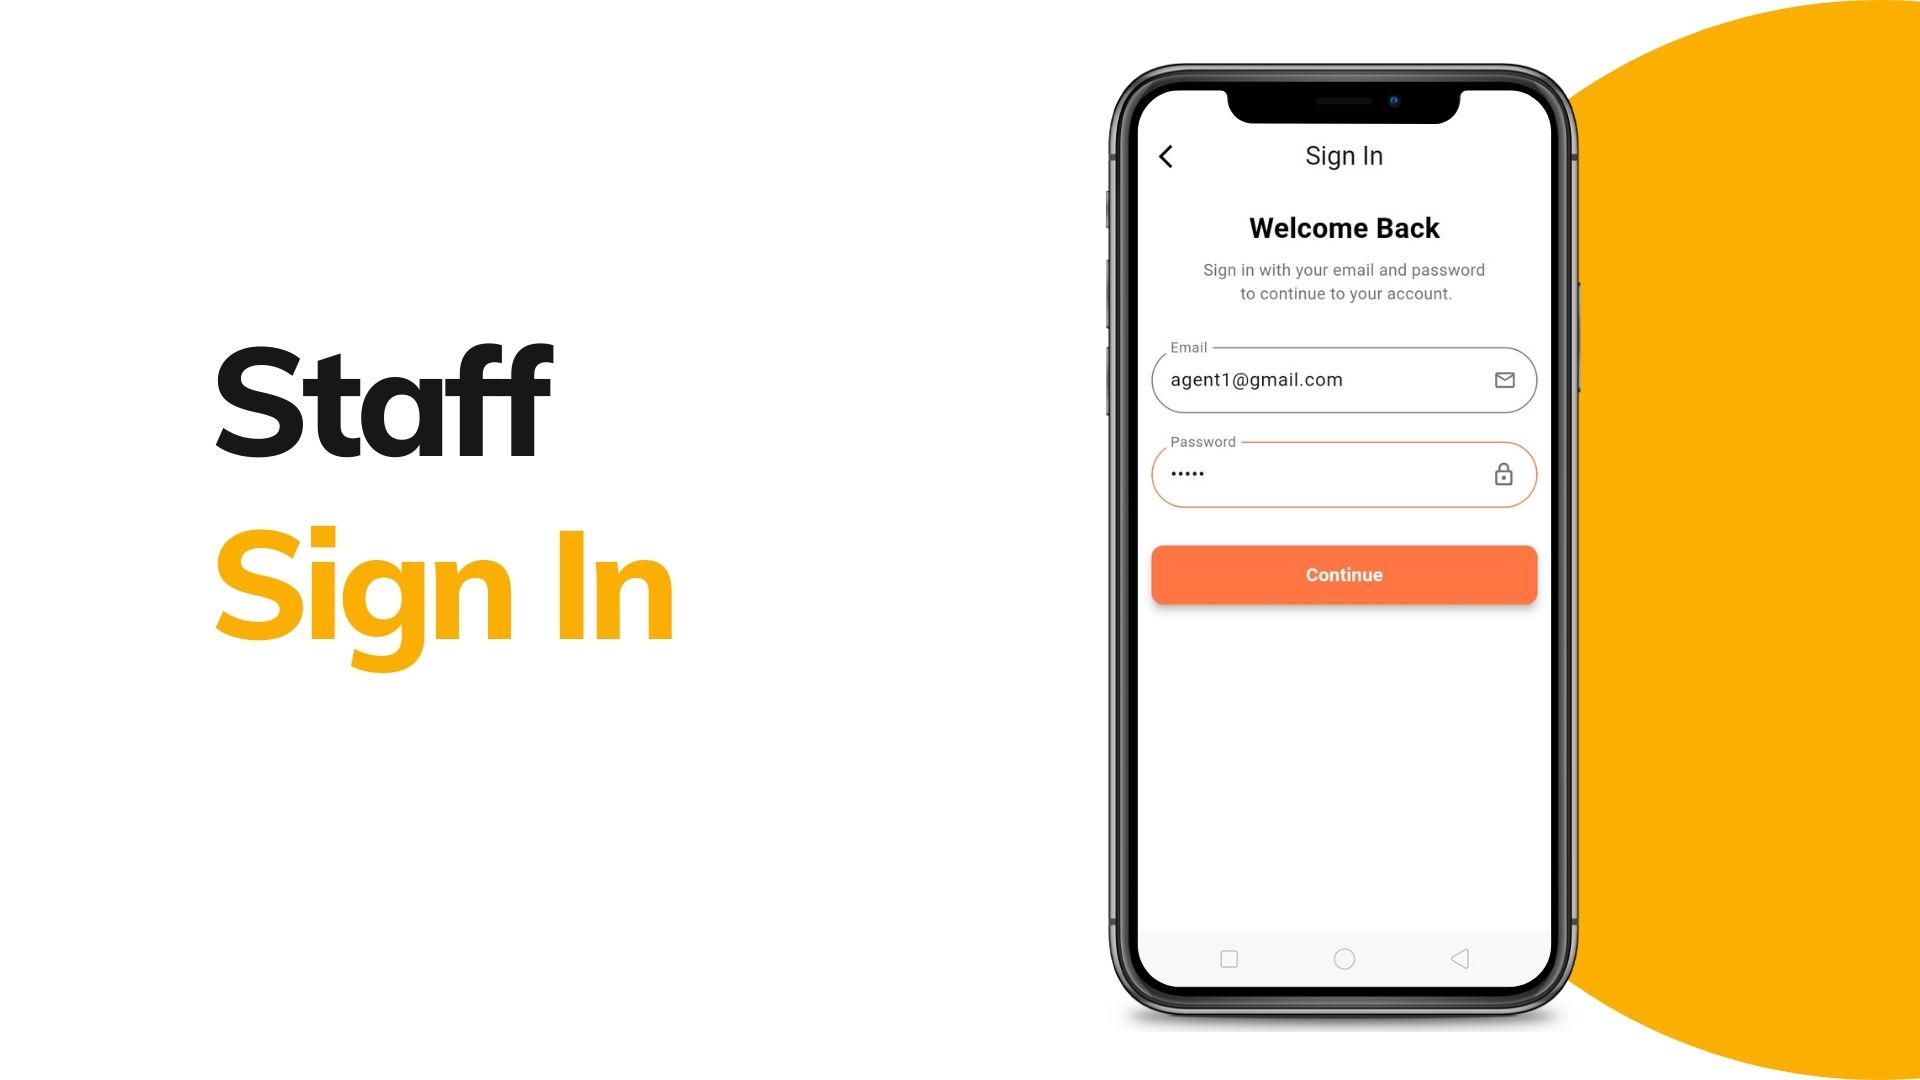 Staff
Sign In
Sign In
Welcome Back
Sign in with your email and password
to continue to your account.
Email
agent1@gmail.com
Password
•••••
Continue